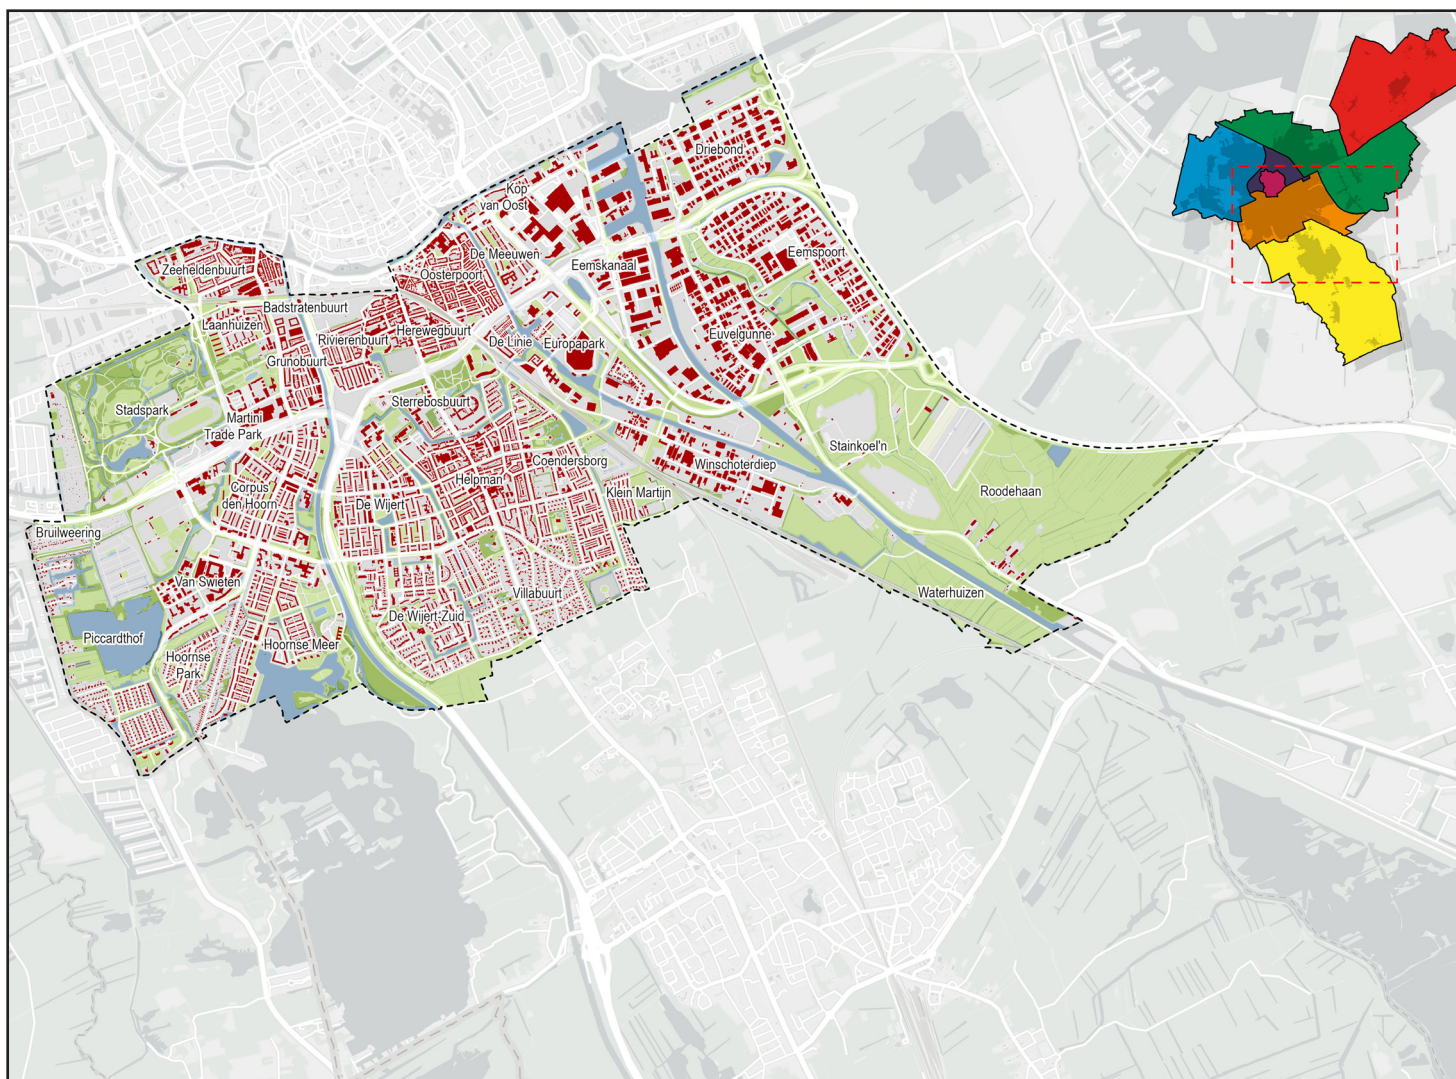 Driebond
Kop
van Oost
De Meeuwen
Eemspoort
Zeeheldenbuurt
Oosterpoort
Eemskanaal
Badstratenbuurt
Laanhuizen
Herewegbuurt
Rivierenbuurt
De Linie
Europapark
Euvelgunne
Grunobuurt
Sterrebosbuurt
Stadspark
Martini
Trade Park
Stainkoel'n
Coendersborg
Winschoterdiep
Helpman
Corpus
den Hoorn
De Wijert
Klein Martijn
Roodehaan
Bruilweering
Van Swieten
Villabuurt
Waterhuizen
De Wijert-Zuid
Piccardthof
Hoornse Meer
Hoornse
Park